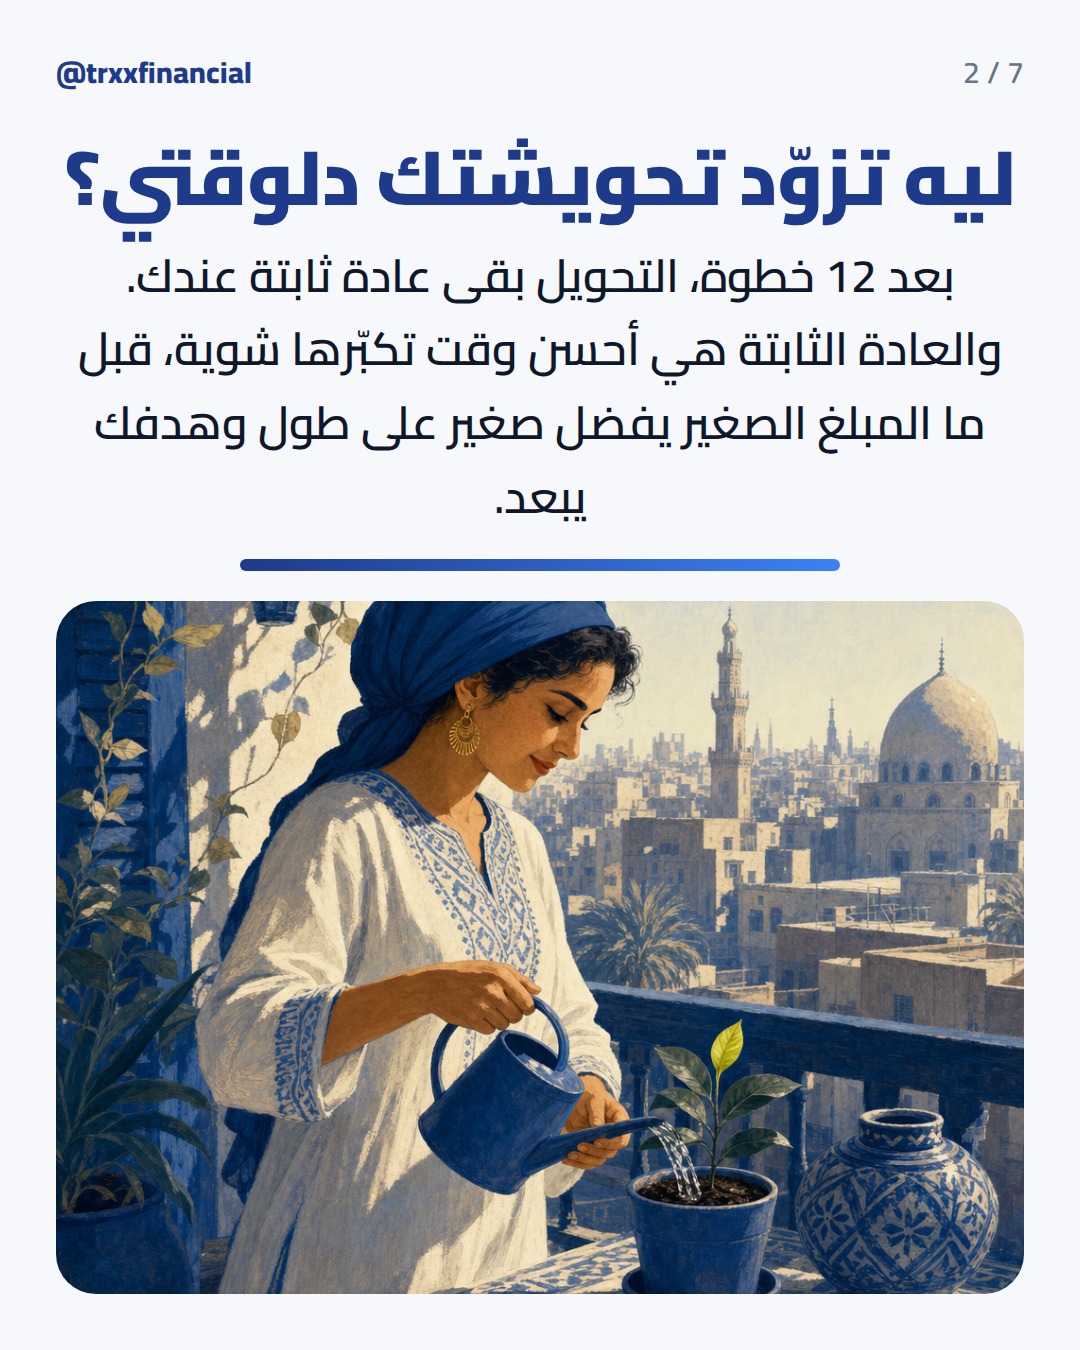 @trxxfinancial
2 / 7
ليه تزوّد تحويشتك دلوقتي؟
بعد 12 خطوة، التحويل بقى عادة ثابتة عندك.
والعادة الثابتة هي أحسن وقت تكبّرها شوية، قبل
ما المبلغ الصغير يفضل صغير على طول وهدفك
يبعد.